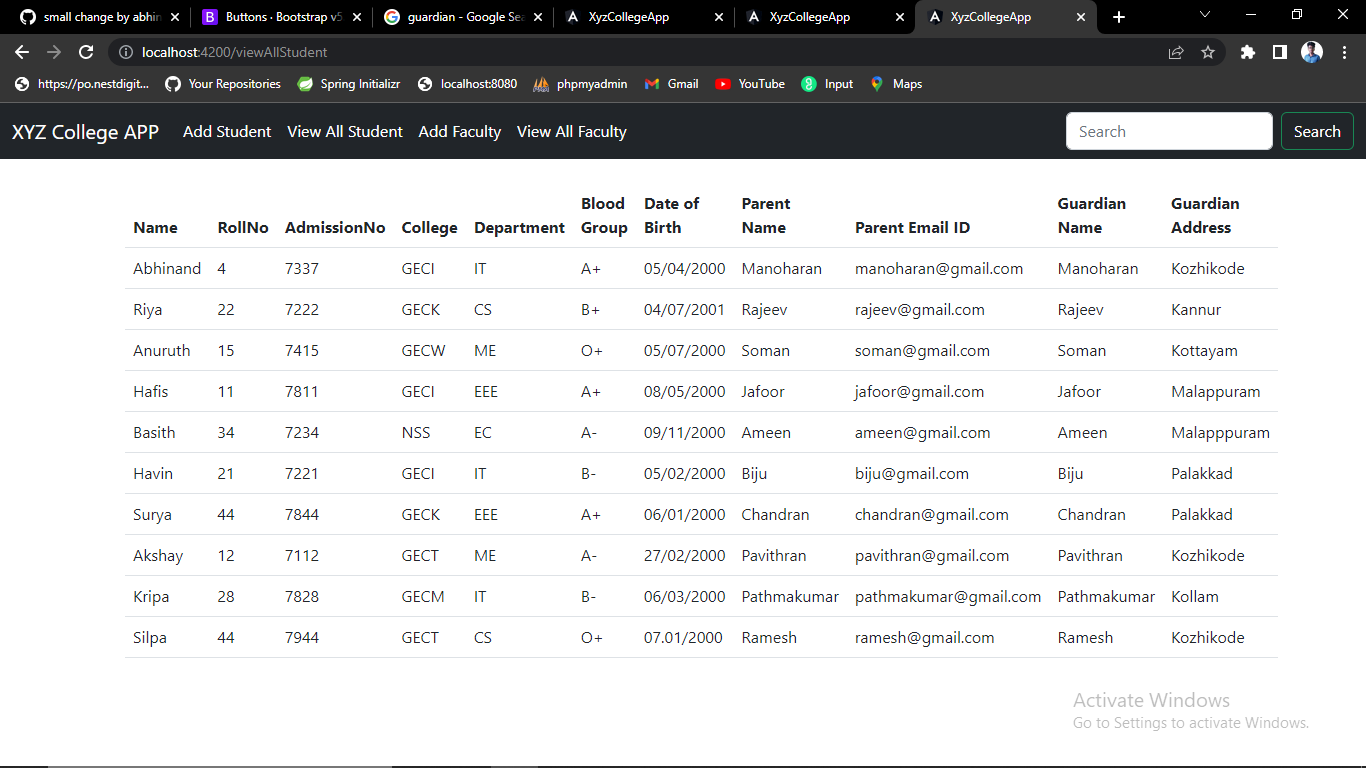 small change by abhin
Buttons · Bootstrap v5
guardian - Google Sea
XyzCollegeApp
XyzCollegeApp
XyzCollegeApp
localhost:4200/viewAllStudent
https://po.nestdigit... Your Repositories Spring Initializr localhost:8080 phpmyadmin Gmail YouTube Input Maps
XYZ College APP Add Student View All Student Add Faculty View All Faculty Search Search
Name RollNo AdmissionNo College Department Blood Group Date of Birth Parent Name Parent Email ID Guardian Name Guardian Address
Abhinand 4 7337 GECI IT A+ 05/04/2000 Manoharan manoharan@gmail.com Manoharan Kozhikode
Riya 22 7222 GECK CS B+ 04/07/2001 Rajeev rajeev@gmail.com Rajeev Kannur
Anuruth 15 7415 GECW ME O+ 05/07/2000 Soman soman@gmail.com Soman Kottayam
Hafis 11 7811 GECI EEE A+ 08/05/2000 Jafoor jafoor@gmail.com Jafoor Malappuram
Basith 34 7234 NSS EC A- 09/11/2000 Ameen ameen@gmail.com Ameen Malapppuram
Havin 21 7221 GECI IT B- 05/02/2000 Biju biju@gmail.com Biju Palakkad
Surya 44 7844 GECK EEE A+ 06/01/2000 Chandran chandran@gmail.com Chandran Palakkad
Akshay 12 7112 GECT ME A- 27/02/2000 Pavithran pavithran@gmail.com Pavithran Kozhikode
Kripa 28 7828 GECM IT B- 06/03/2000 Pathmakumar pathmakumar@gmail.com Pathmakumar Kollam
Silpa 44 7944 GECT CS O+ 07.01/2000 Ramesh ramesh@gmail.com Ramesh Kozhikode
Activate Windows
Go to Settings to activate Windows.